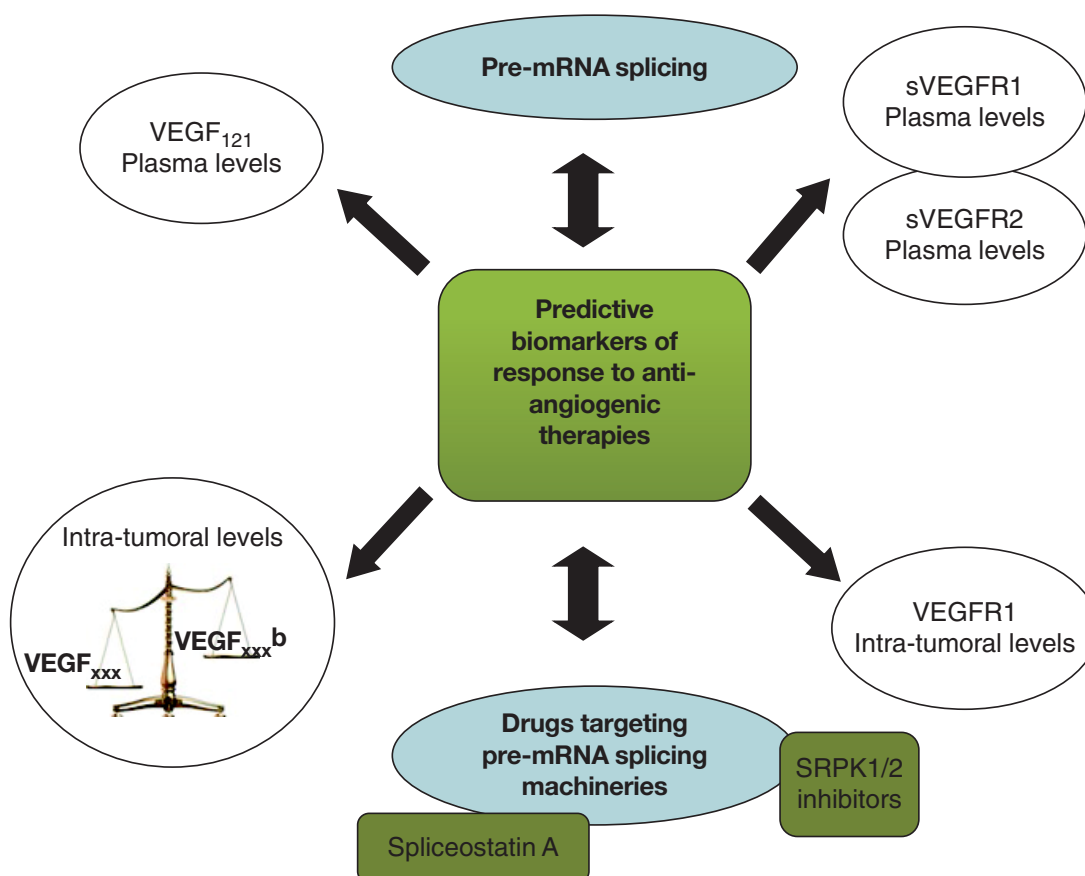 Pre-mRNA splicing
VEGF₁₂₁
Plasma levels
sVEGFR1
Plasma levels
sVEGFR2
Plasma levels
Predictive
biomarkers of
response to anti-
angiogenic
therapies
Intra-tumoral levels
VEGFₓₓₓ
VEGFₓₓₓb
VEGFR1
Intra-tumoral levels
Drugs targeting
pre-mRNA splicing
machineries
SRPK1/2
inhibitors
Spliceostatin A